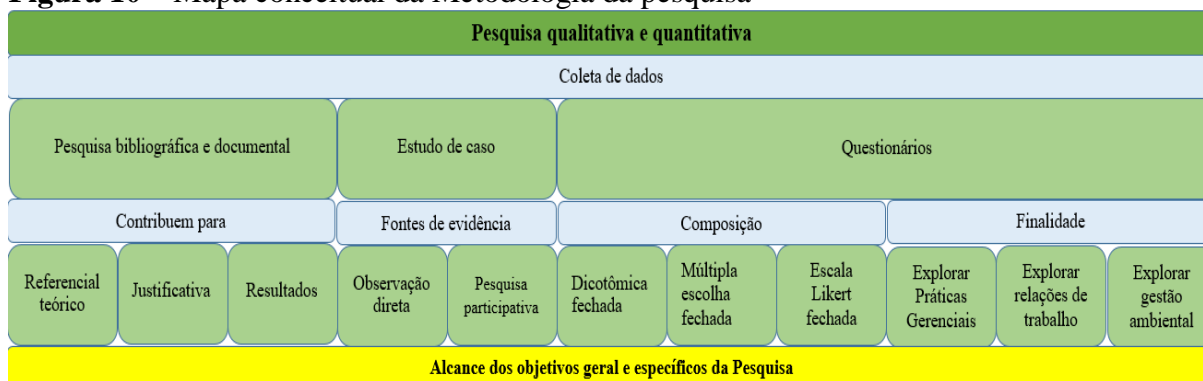 Figura 10 – Mapa conceitual da Metodologia da pesquisa
Pesquisa qualitativa e quantitativa
Coleta de dados
Pesquisa bibliográfica e documental
Estudo de caso
Questionários
Contribuem para
Fontes de evidência
Composição
Finalidade
Referencial
teórico
Justificativa
Resultados
Observação
direta
Pesquisa
participativa
Dicotômica
fechada
Múltipla
escolha
fechada
Escala
Likert
fechada
Explorar
Práticas
Gerenciais
Explorar
relações de
trabalho
Explorar
gestão
ambiental
Alcance dos objetivos geral e específicos da Pesquisa